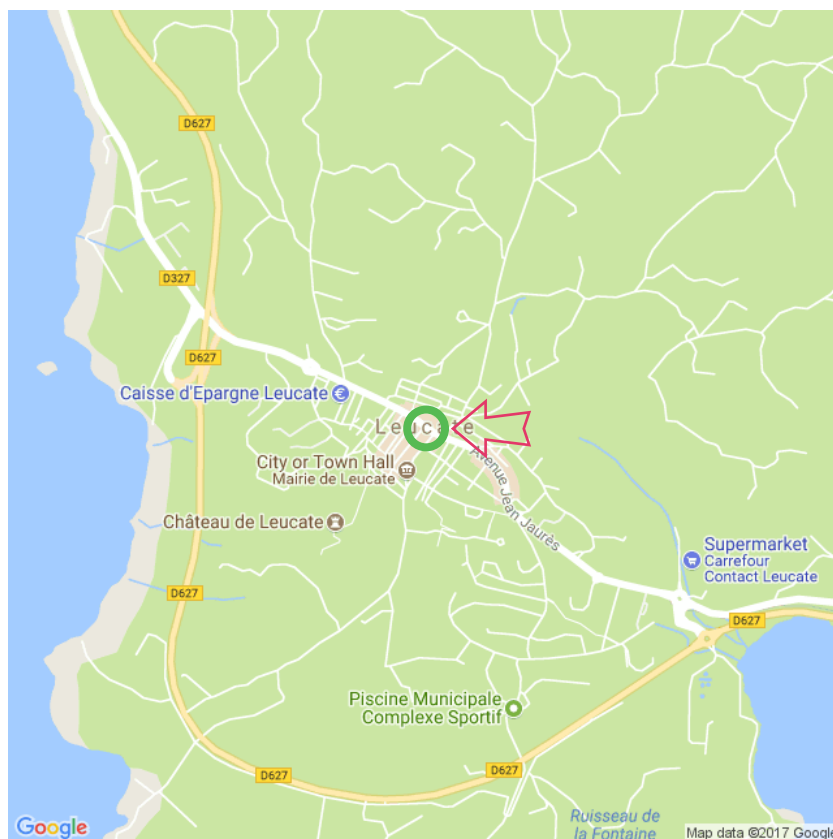 D627
D327
D627
Caisse d'Epargne Leucate
Leucate
City or Town Hall
Mairie de Leucate
Avenue Jean Jaurès
Château de Leucate
Supermarket
Carrefour
Contact Leucate
D627
D627
Piscine Municipale
Complexe Sportif
D627
D627
Ruisseau de
la Fontaine
Google
Map data ©2017 Google